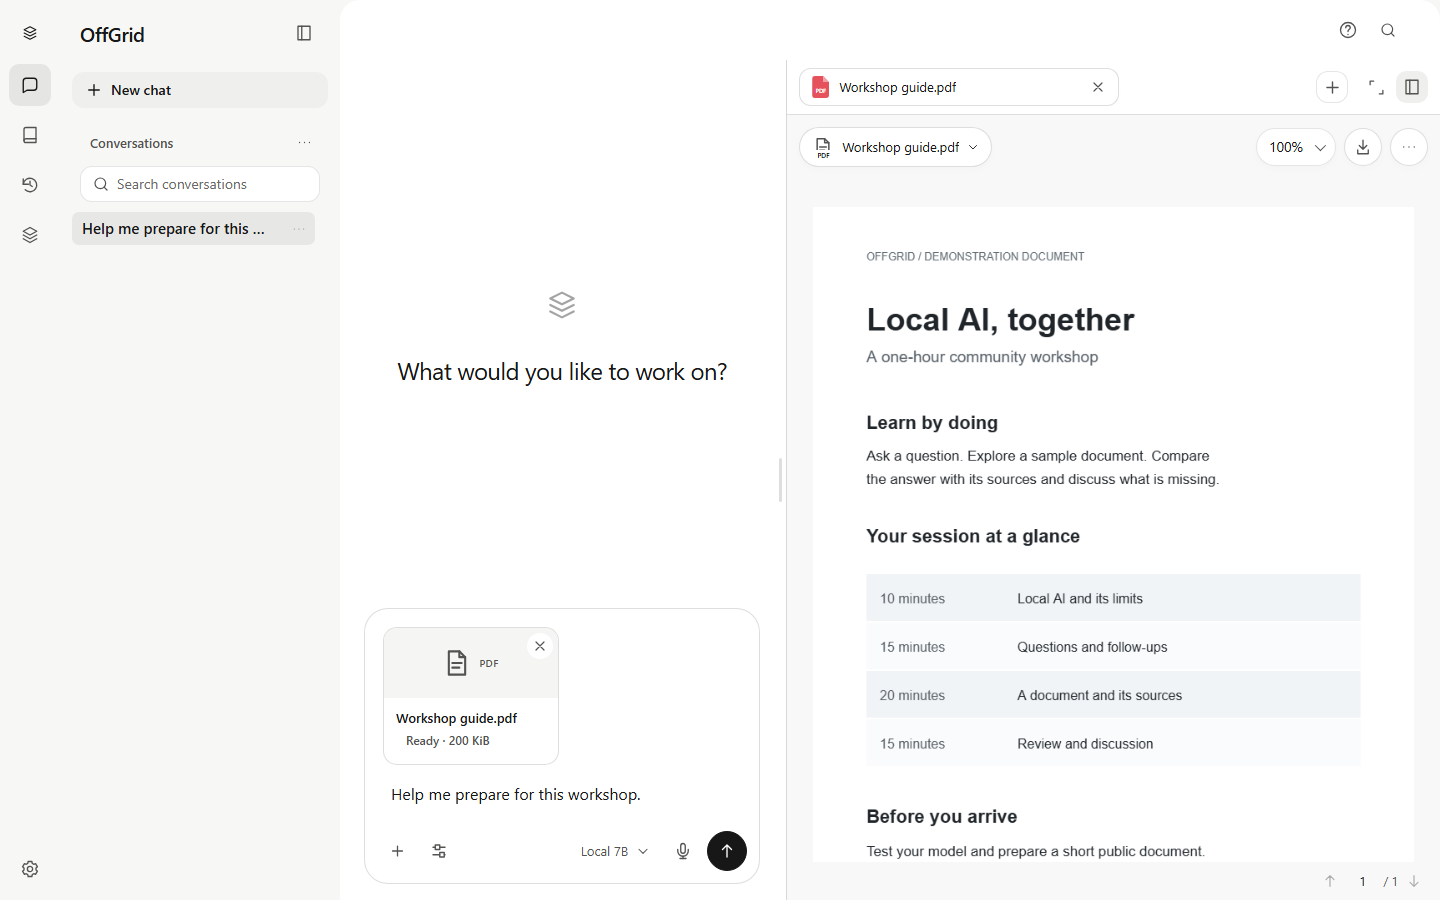 OffGrid
New chat
Conversations
Search conversations
Help me prepare for this ...
What would you like to work on?
PDF
Workshop guide.pdf
Ready · 200 KiB
Help me prepare for this workshop.
Local 7B
PDF
Workshop guide.pdf
PDF
Workshop guide.pdf
100%
OFFGRID / DEMONSTRATION DOCUMENT
Local AI, together
A one-hour community workshop
Learn by doing
Ask a question. Explore a sample document. Compare
the answer with its sources and discuss what is missing.
Your session at a glance
10 minutes Local AI and its limits
15 minutes Questions and follow-ups
20 minutes A document and its sources
15 minutes Review and discussion
Before you arrive
Test your model and prepare a short public document.
1 / 1